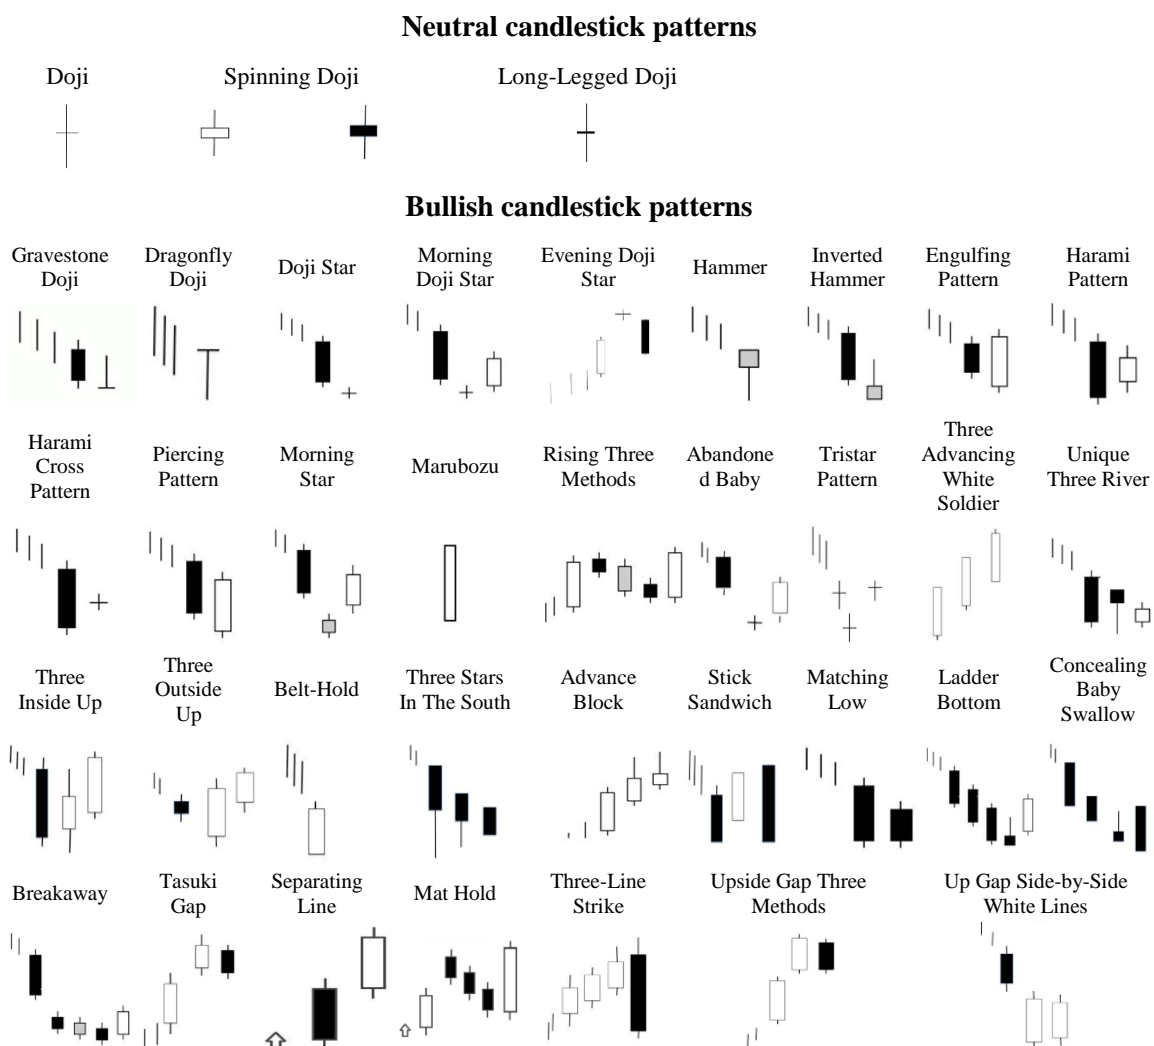 Neutral candlestick patterns
Doji
Spinning Doji
Long-Legged Doji
Bullish candlestick patterns
Gravestone
Doji
Dragonfly
Doji
Doji Star
Morning
Doji Star
Evening Doji
Star
Hammer
Inverted
Hammer
Engulfing
Pattern
Harami
Pattern
Harami
Cross
Pattern
Piercing
Pattern
Morning
Star
Marubozu
Rising Three
Methods
Abandone
d Baby
Tristar
Pattern
Three
Advancing
White
Soldier
Unique
Three River
Three
Inside Up
Three
Outside
Up
Belt-Hold
Three Stars
In The South
Advance
Block
Stick
Sandwich
Matching
Low
Ladder
Bottom
Concealing
Baby
Swallow
Breakaway
Tasuki
Gap
Separating
Line
Mat Hold
Three-Line
Strike
Upside Gap Three
Methods
Up Gap Side-by-Side
White Lines